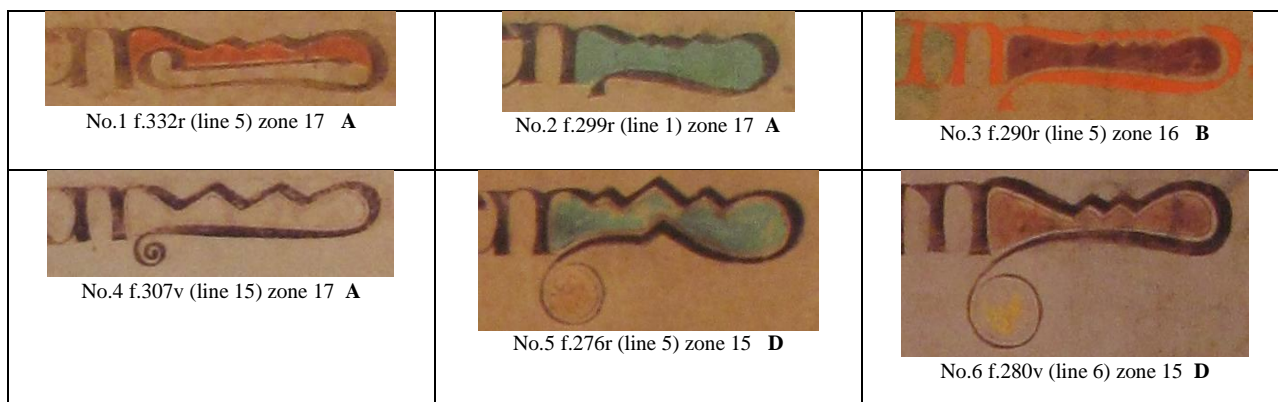 No.1 f.332r (line 5) zone 17 A
No.2 f.299r (line 1) zone 17 A
No.3 f.290r (line 5) zone 16 B
No.4 f.307v (line 15) zone 17 A
No.5 f.276r (line 5) zone 15 D
No.6 f.280v (line 6) zone 15 D